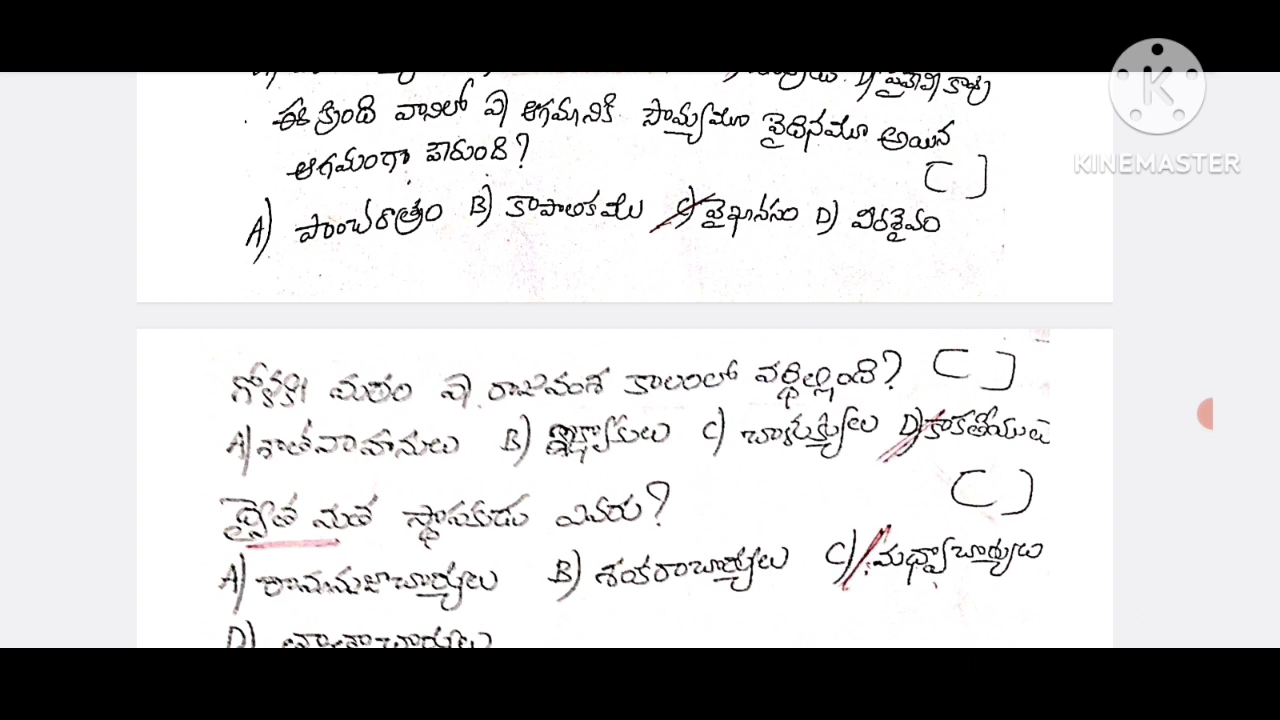 D) ప్రైవేసి కావ్య
ఈ క్రింది వాటిలో ఏ ఆగమానికి సౌమ్యమూ వైదికమూ అయిన
ఆగమంగా పేరుంది? [ ]
A) పాంచరాత్రం B) కాపాలికము C) వైఖానసం D) వీరశైవం
గోళకీ మఠం ఏ రాజవంశ కాలంలో వర్థిల్లింది? [ ]
A) శాతవాహనులు B) ఇక్ష్వాకులు C) చాళుక్యులు D) కాకతీయులు
ద్వైత మత స్థాపకుడు ఎవరు? [ ]
A) రామానుజాచార్యులు B) శంకరాచార్యులు C) మధ్వాచార్యులు
D)
KINEMASTER